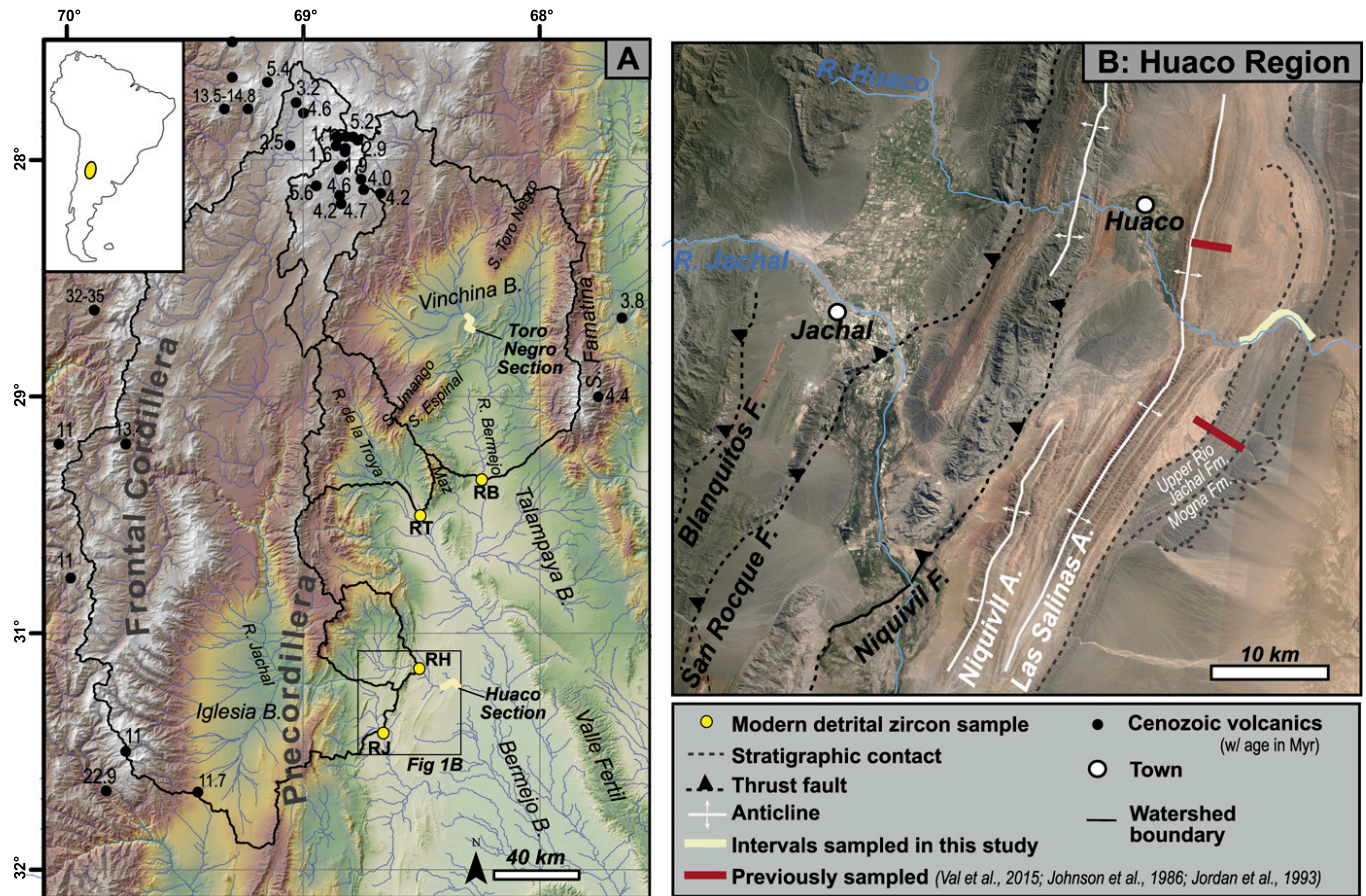 70°
69°
68°
A
28°
29°
31°
32°
5.4
13.5-14.8
3.2
4.6
5.2
2.5
1.6
2.9
4.0
5.6
4.6
4.2
4.2
4.7
S. Toro Negro
Vinchina B.
Toro
Negro
Section
S. Famatina
3.8
4.4
32-35
Frontal Cordillera
11
11
11
22.9
11.7
S. Umango
S. Espinal
R. de la Troya
R. Bermejo
Maz
RB
RT
Talampaya B.
Precordillera
R. Jachal
Iglesia B.
RH
Huaco
Section
RJ
Fig 1B
Bermejo B.
Valle Fertil
N
40 km
B: Huaco Region
R. Huaco
R. Jachal
Huaco
Jachal
Blanquitos F.
San Rocque F.
Niquivil F.
Niquivil A.
Las Salinas A.
Upper Rio
Jachal Fm.
Mogna Fm.
10 km
Modern detrital zircon sample
Stratigraphic contact
Thrust fault
Anticline
Intervals sampled in this study
Previously sampled (Val et al., 2015; Johnson et al., 1986; Jordan et al., 1993)
Cenozoic volcanics
(w/ age in Myr)
Town
Watershed
boundary